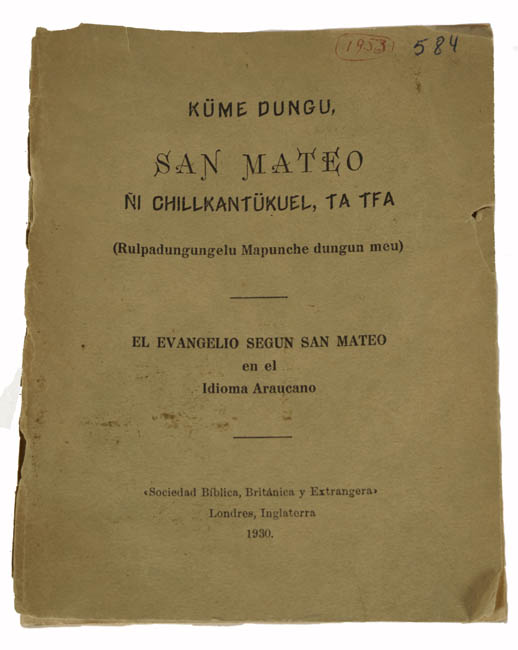 1953 584
KÜME DUNGU,
SAN MATEO
ÑI CHILLKANTÜKUEL, TA TFA
(Rulpadungungelu Mapunche dungun meu)
EL EVANGELIO SEGUN SAN MATEO
en el
Idioma Araucano
«Sociedad Bíblica, Británica y Extrangera»
Londres, Inglaterra
1930.